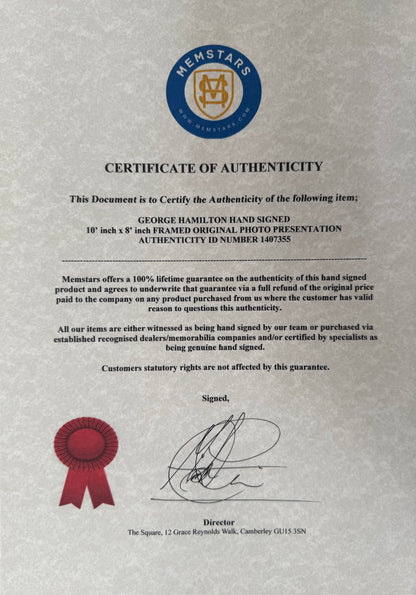 MEMSTARS
MS
WWW.MEMSTARS.COM
CERTIFICATE OF AUTHENTICITY
This Document is to Certify the Authenticity of the following item;
GEORGE HAMILTON HAND SIGNED
10' inch x 8' inch FRAMED ORIGINAL PHOTO PRESENTATION
AUTHENTICITY ID NUMBER 1407355
Memstars offers a 100% lifetime guarantee on the authenticity of this hand signed
product and agrees to underwrite that guarantee via a full refund of the original price
paid to the company on any product purchased from us where the customer has valid
reason to questions this authenticity.
All our items are either witnessed as being hand signed by our team or purchased via
established recognised dealers/memorabilia companies and/or certified by specialists as
being genuine hand signed.
Customers statutory rights are not affected by this guarantee.
Signed,
Director
The Square, 12 Grace Reynolds Walk, Camberley GU15 3SN